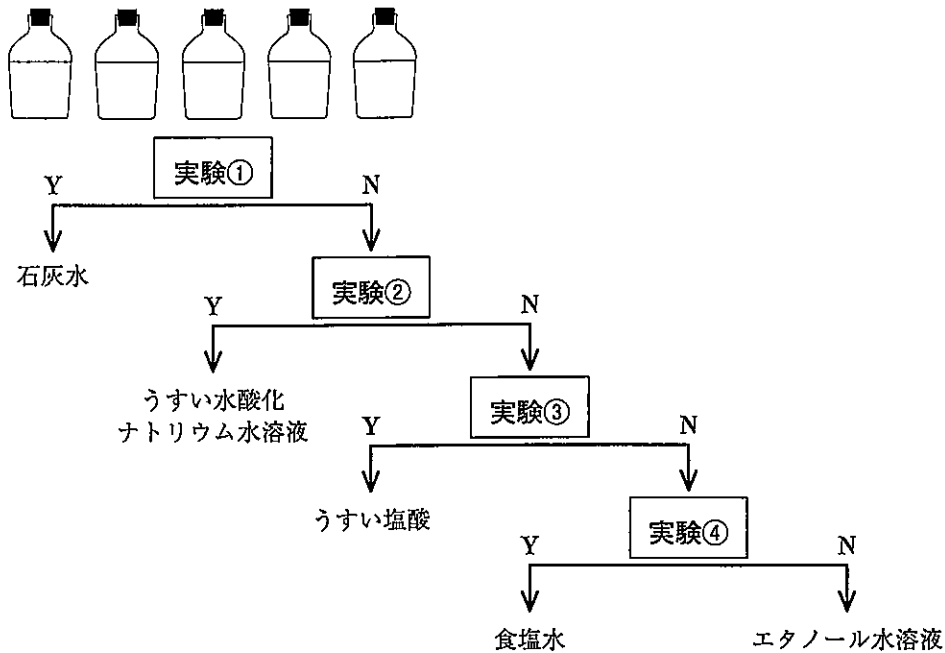 実験①
Y
N
石灰水
実験②
Y
N
うすい水酸化
ナトリウム水溶液
実験③
Y
N
うすい塩酸
実験④
Y
N
食塩水
エタノール水溶液